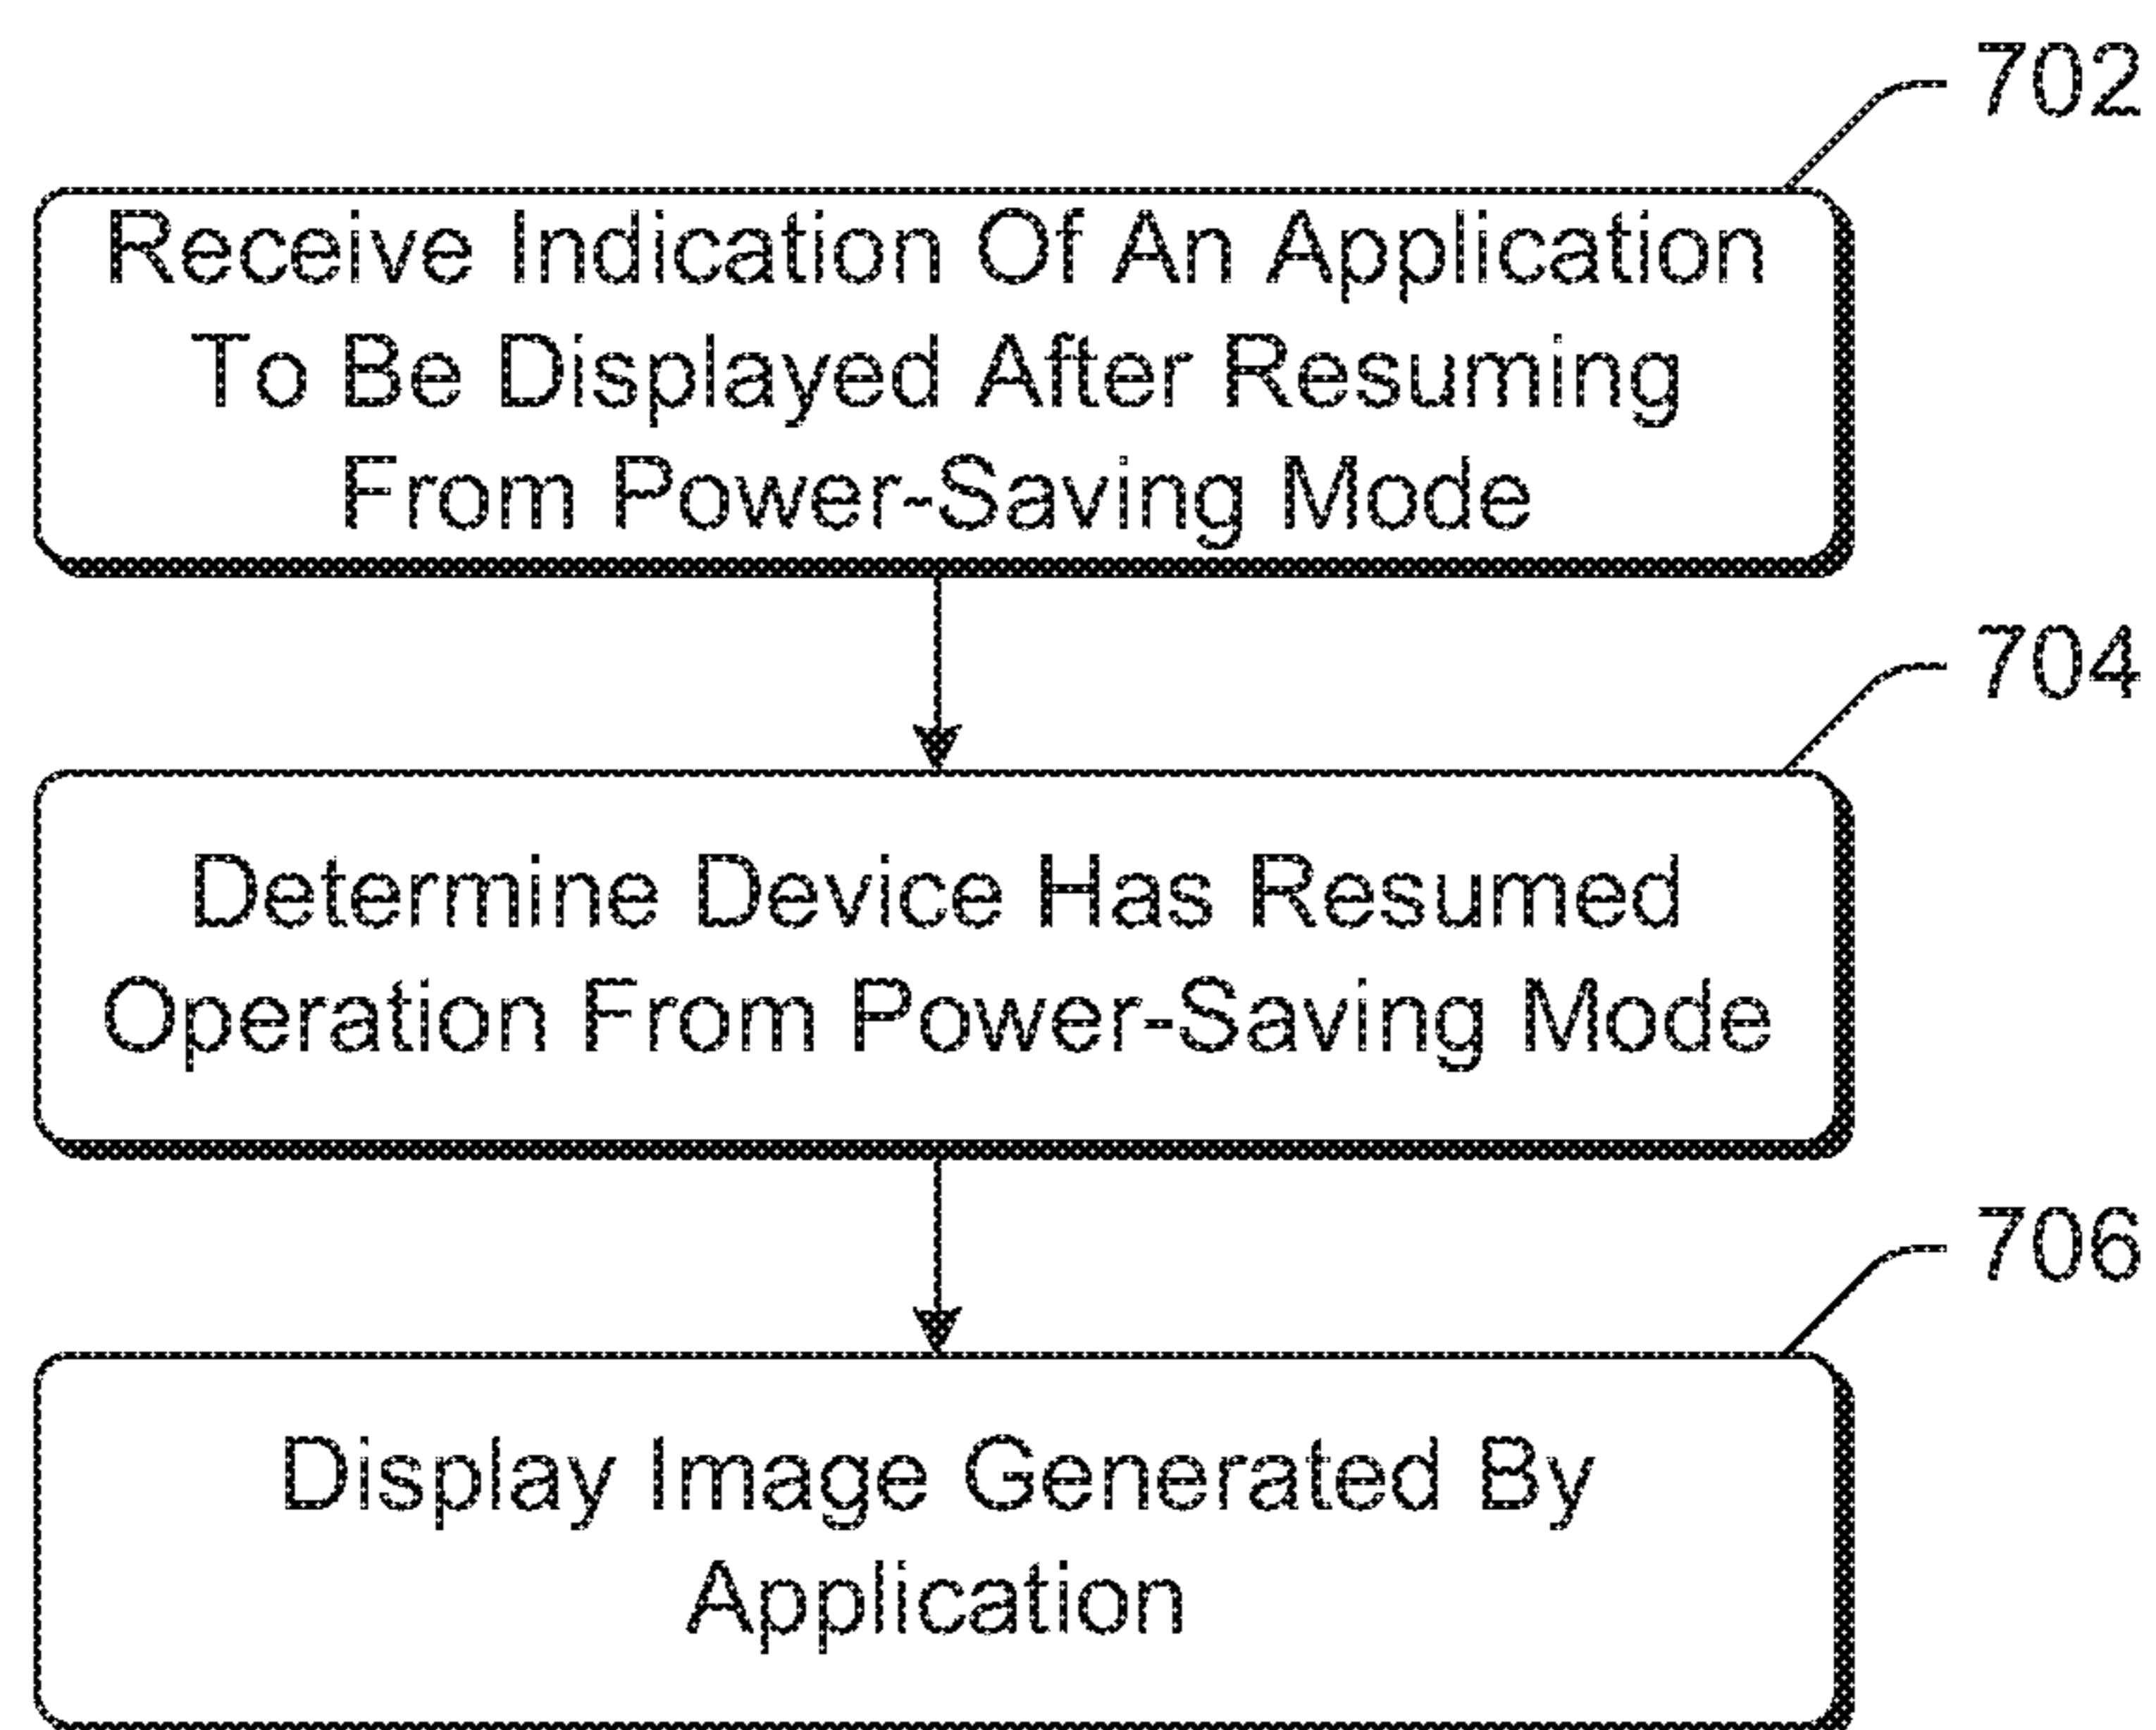 702
Receive Indication Of An Application
To Be Displayed After Resuming
From Power-Saving Mode
704
Determine Device Has Resumed
Operation From Power-Saving Mode
706
Display Image Generated By
Application